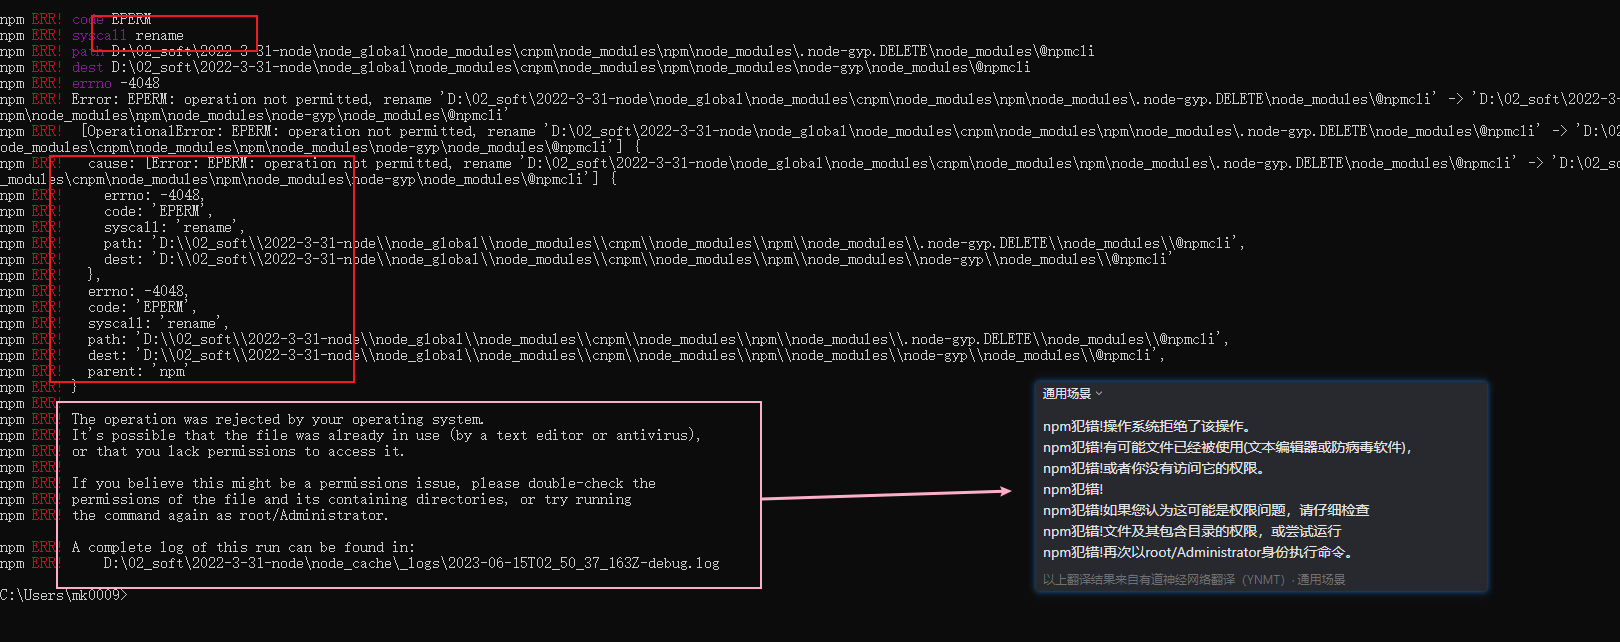 npm ERR! code EPERM
npm ERR! syscall rename
npm ERR! path D:\02_soft\2022-3-31-node\node_global\node_modules\cnpm\node_modules\npm\node_modules\.node-gyp.DELETE\node_modules\@npmcli
npm ERR! dest D:\02_soft\2022-3-31-node\node_global\node_modules\cnpm\node_modules\npm\node_modules\node-gyp\node_modules\@npmcli
npm ERR! errno -4048
npm ERR! Error: EPERM: operation not permitted, rename 'D:\02_soft\2022-3-31-node\node_global\node_modules\cnpm\node_modules\npm\node_modules\.node-gyp.DELETE\node_modules\@npmcli' -> 'D:\02_soft\2022-3-
npm\node_modules\npm\node_modules\node-gyp\node_modules\@npmcli'
npm ERR!  [OperationalError: EPERM: operation not permitted, rename 'D:\02_soft\2022-3-31-node\node_global\node_modules\cnpm\node_modules\npm\node_modules\.node-gyp.DELETE\node_modules\@npmcli' -> 'D:\02
node_modules\cnpm\node_modules\npm\node_modules\node-gyp\node_modules\@npmcli'] {
npm ERR!   cause: [Error: EPERM: operation not permitted, rename 'D:\02_soft\2022-3-31-node\node_global\node_modules\cnpm\node_modules\npm\node_modules\.node-gyp.DELETE\node_modules\@npmcli' -> 'D:\02_s
_modules\cnpm\node_modules\npm\node_modules\node-gyp\node_modules\@npmcli'] {
npm ERR!     errno: -4048,
npm ERR!     code: 'EPERM',
npm ERR!     syscall: 'rename',
npm ERR!     path: 'D:\\02_soft\\2022-3-31-node\\node_global\\node_modules\\cnpm\\node_modules\\npm\\node_modules\\.node-gyp.DELETE\\node_modules\\@npmcli',
npm ERR!     dest: 'D:\\02_soft\\2022-3-31-node\\node_global\\node_modules\\cnpm\\node_modules\\npm\\node_modules\\node-gyp\\node_modules\\@npmcli'
npm ERR!   },
npm ERR!   errno: -4048,
npm ERR!   code: 'EPERM',
npm ERR!   syscall: 'rename',
npm ERR!   path: 'D:\\02_soft\\2022-3-31-node\\node_global\\node_modules\\cnpm\\node_modules\\npm\\node_modules\\.node-gyp.DELETE\\node_modules\\@npmcli',
npm ERR!   dest: 'D:\\02_soft\\2022-3-31-node\\node_global\\node_modules\\cnpm\\node_modules\\npm\\node_modules\\node-gyp\\node_modules\\@npmcli',
npm ERR!   parent: 'npm'
npm ERR! }
npm ERR!
npm ERR! The operation was rejected by your operating system.
npm ERR! It's possible that the file was already in use (by a text editor or antivirus),
npm ERR! or that you lack permissions to access it.
npm ERR!
npm ERR! If you believe this might be a permissions issue, please double-check the
npm ERR! permissions of the file and its containing directories, or try running
npm ERR! the command again as root/Administrator.
npm ERR! A complete log of this run can be found in:
npm ERR!     D:\02_soft\2022-3-31-node\node_cache\_logs\2023-06-15T02_50_37_163Z-debug.log
C:\Users\mk0009>
通用场景
npm犯错!操作系统拒绝了该操作。
npm犯错!有可能文件已经被使用(文本编辑器或防病毒软件),
npm犯错!或者你没有访问它的权限。
npm犯错!
npm犯错!如果您认为这可能是权限问题，请仔细检查
npm犯错!文件及其包含目录的权限，或尝试运行
npm犯错!再次以root/Administrator身份执行命令。
以上翻译结果来自有道神经网络翻译（YNMT）· 通用场景